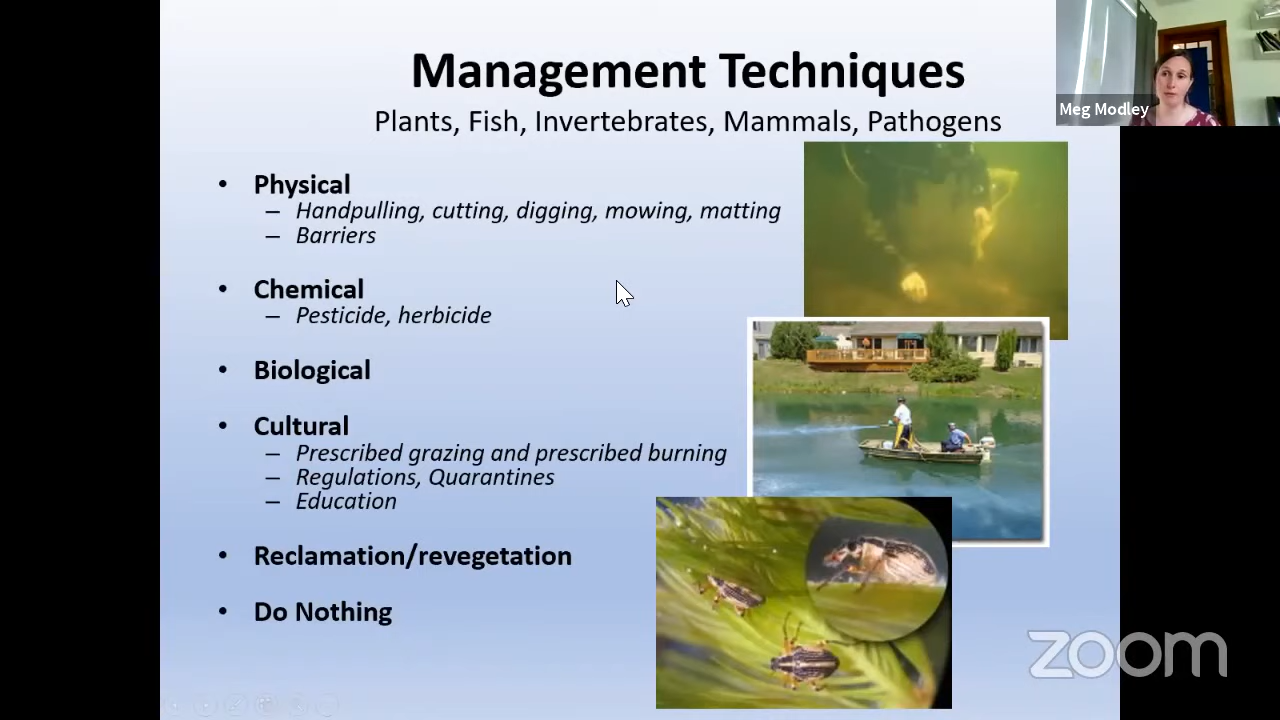 Management Techniques
Plants, Fish, Invertebrates, Mammals, Pathogens
Meg Modley
• Physical
– Handpulling, cutting, digging, mowing, matting
– Barriers
• Chemical
– Pesticide, herbicide
• Biological
• Cultural
– Prescribed grazing and prescribed burning
– Regulations, Quarantines
– Education
• Reclamation/revegetation
• Do Nothing
zoom